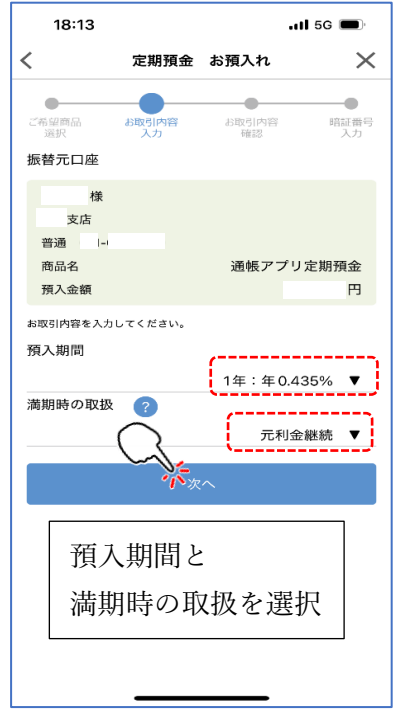 18:13
5G
定期預金 お預入れ
ご希望商品
選択
お取引内容
入力
お取引内容
確認
暗証番号
入力
振替元口座
様
支店
普通
商品名 通帳アプリ定期預金
預入金額 円
お取引内容を入力してください。
預入期間
1年：年0.435% ▼
満期時の取扱 ?
元利金継続 ▼
次へ
預入期間と
満期時の取扱を選択